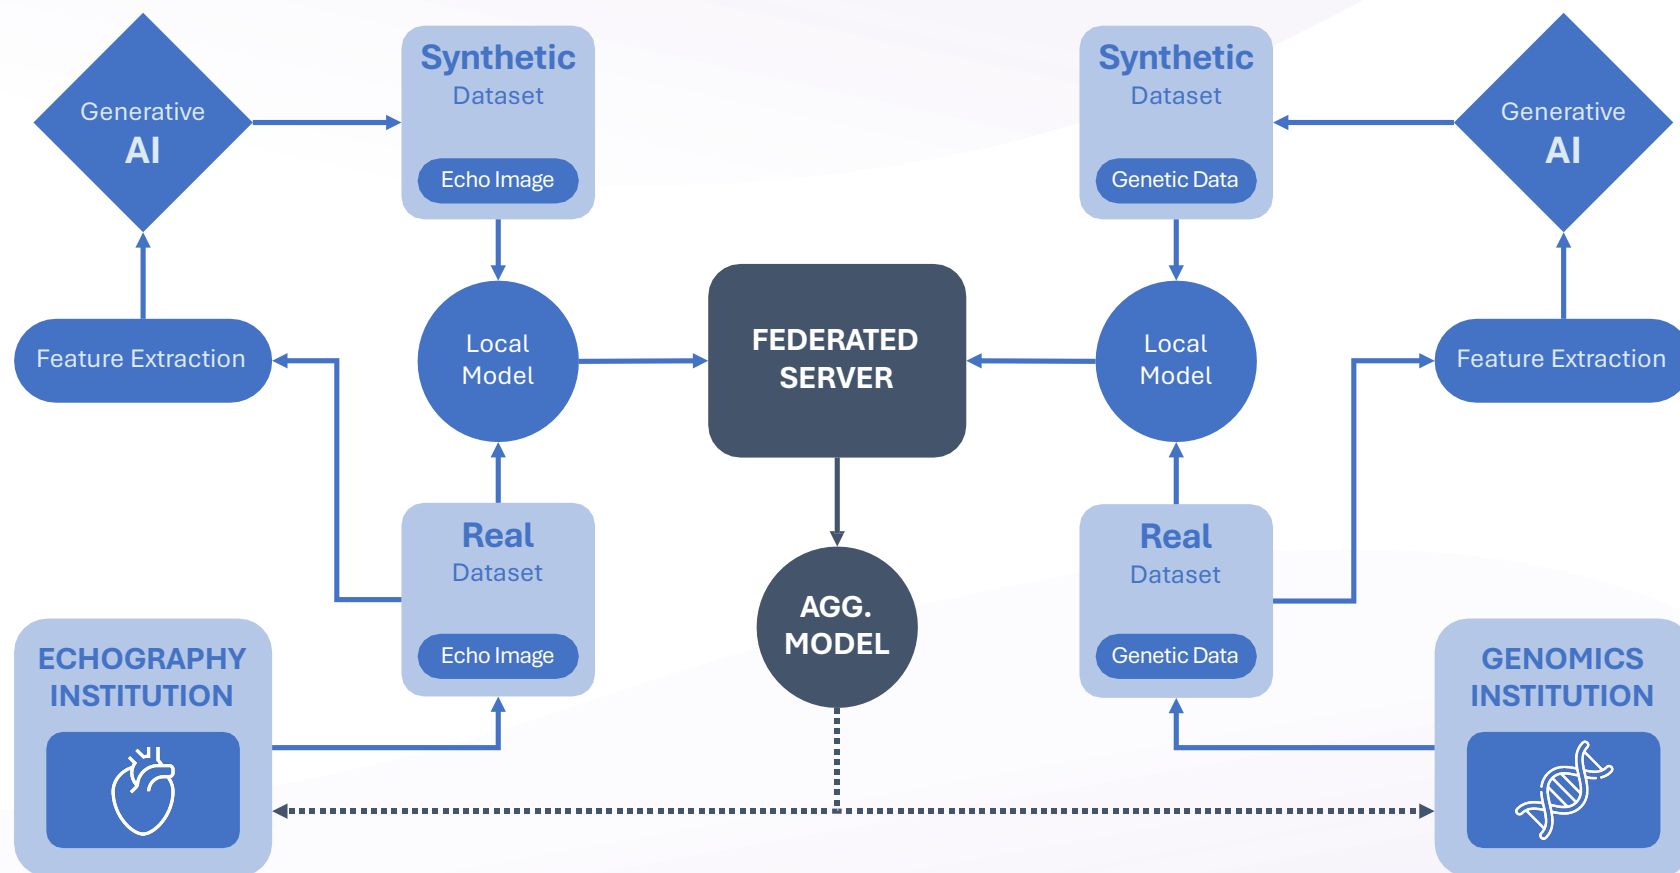 Generative
AI
Synthetic
Dataset
Echo Image
Synthetic
Dataset
Genetic Data
Generative
AI
Feature Extraction
Local
Model
FEDERATED
SERVER
Local
Model
Feature Extraction
Real
Dataset
Echo Image
AGG.
MODEL
Real
Dataset
Genetic Data
ECHOGRAPHY
INSTITUTION
GENOMICS
INSTITUTION